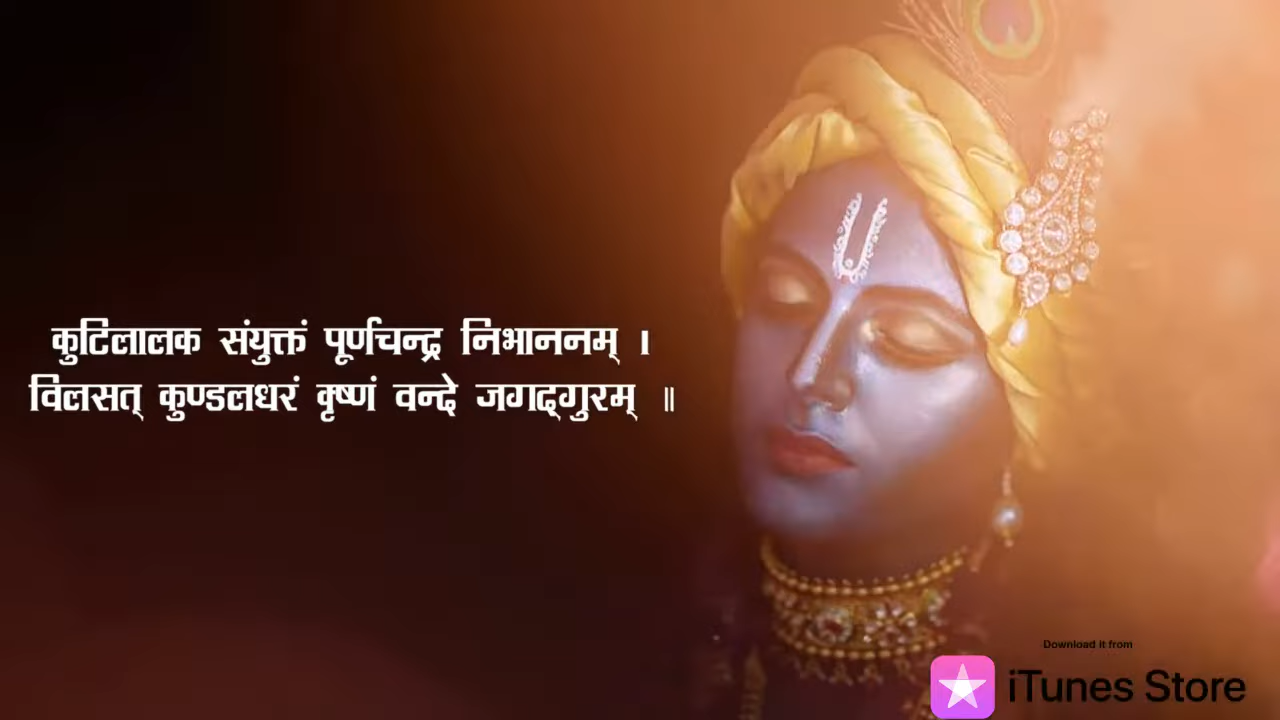 कुटिलालक संयुक्तं पूर्णचन्द्र निभाननम् ।
विलसत् कुण्डलधरं कृष्णं वन्दे जगद्गुरम् ॥
Download it from
iTunes Store